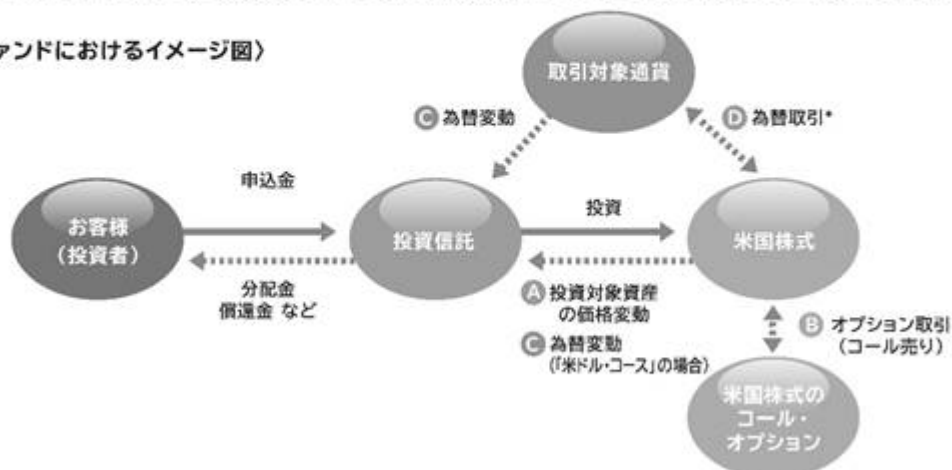 ァンドにおけるイメージ図〉
取引対象通貨
C 為替変動
D 為替取引*
申込金
投資
お客様
(投資者)
投資信託
米国株式
分配金
償還金 など
A 投資対象資産
の価格変動
C 為替変動
(「米ドル・コース」の場合)
B オプション取引
(コール売り)
米国株式の
コール・
オプション